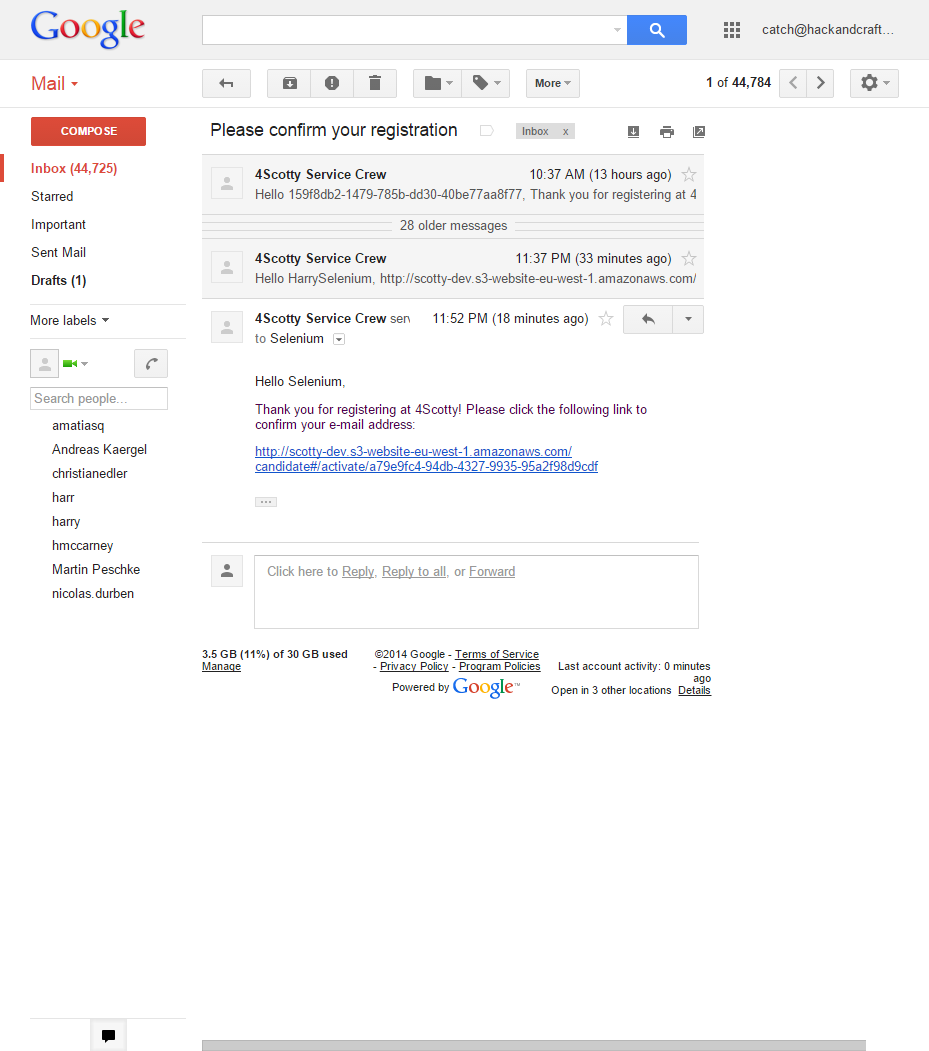 Google
catch@hackandcraft...
Mail
More
1 of 44,784
COMPOSE
Inbox (44,725)
Starred
Important
Sent Mail
Drafts (1)
More labels
Search people...
amatiasq
Andreas Kaergel
christianedler
harr
harry
hmccarney
Martin Peschke
nicolas.durben
Please confirm your registration
Inbox x
4Scotty Service Crew 10:37 AM (13 hours ago)
Hello 159f8db2-1479-785b-dd30-40be77aa8f77, Thank you for registering at 4
28 older messages
4Scotty Service Crew 11:37 PM (33 minutes ago)
Hello HarrySelenium, http://scotty-dev.s3-website-eu-west-1.amazonaws.com/
4Scotty Service Crew serv 11:52 PM (18 minutes ago)
to Selenium
Hello Selenium,
Thank you for registering at 4Scotty! Please click the following link to
confirm your e-mail address:
http://scotty-dev.s3-website-eu-west-1.amazonaws.com/
candidate#/activate/a79e9fc4-94db-4327-9935-95a2f98d9cdf
Click here to Reply, Reply to all, or Forward
3.5 GB (11%) of 30 GB used
Manage
©2014 Google - Terms of Service
- Privacy Policy - Program Policies
Powered by Google™
Last account activity: 0 minutes
ago
Open in 3 other locations Details